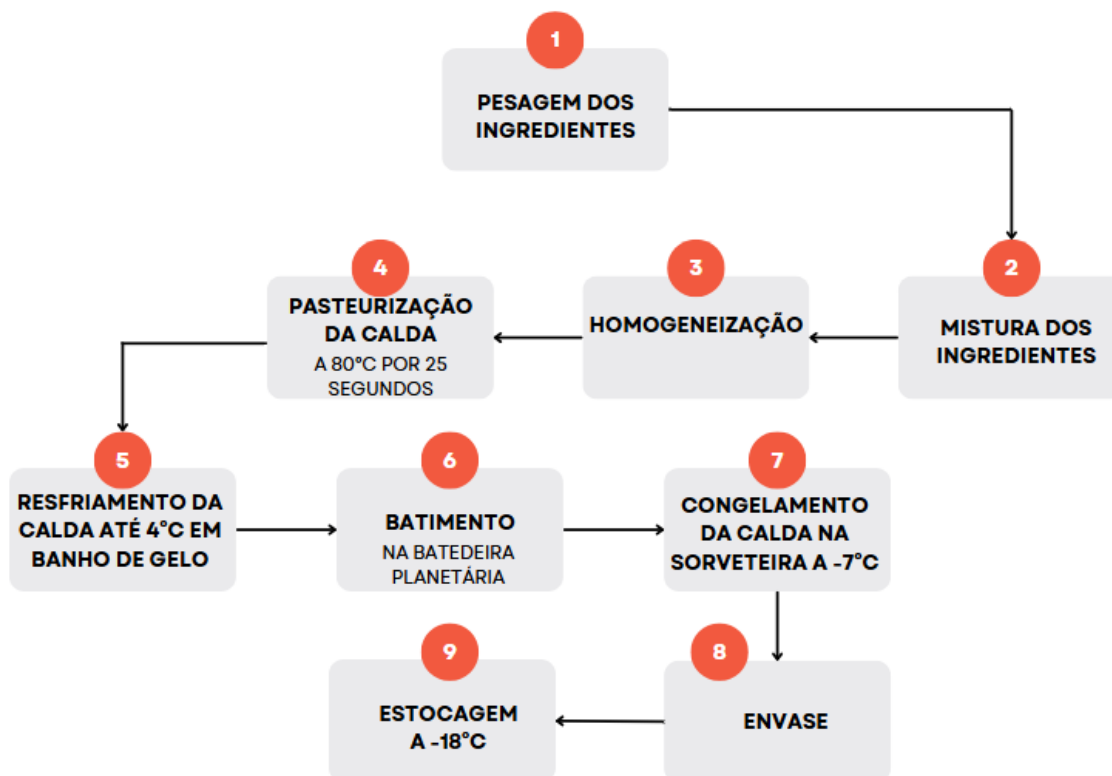 1
PESAGEM DOS
INGREDIENTES
2
MISTURA DOS
INGREDIENTES
3
HOMOGENEIZAÇÃO
4
PASTEURIZAÇÃO
DA CALDA
A 80°C POR 25
SEGUNDOS
5
RESFRIAMENTO DA
CALDA ATÉ 4°C EM
BANHO DE GELO
6
BATIMENTO
NA BATEDEIRA
PLANETÁRIA
7
CONGELAMENTO
DA CALDA NA
SORVETEIRA A -7°C
8
ENVASE
9
ESTOCAGEM
A -18°C